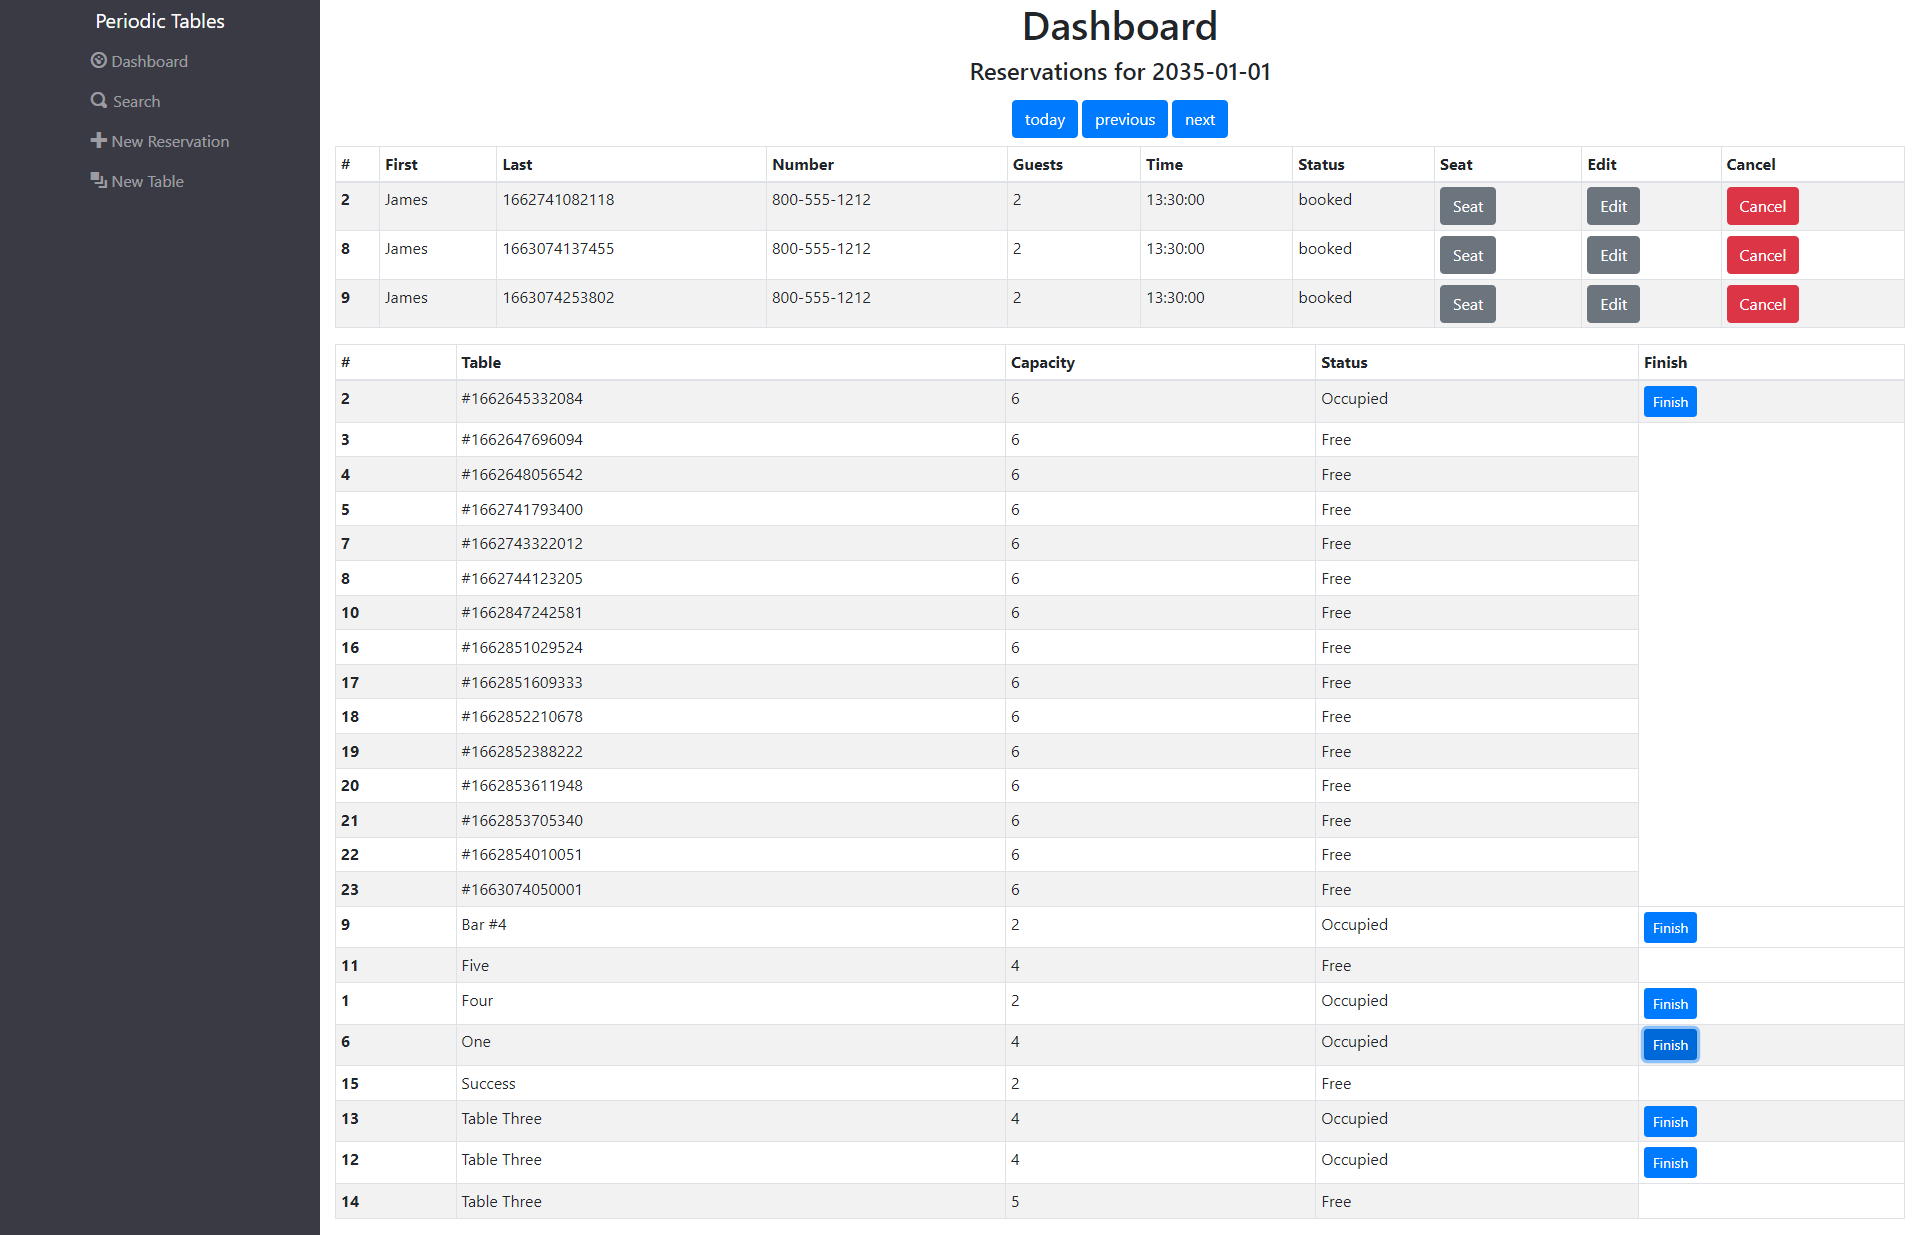 Periodic Tables
Dashboard
Search
New Reservation
New Table
Dashboard
Reservations for 2035-01-01
today previous next
# First Last Number Guests Time Status Seat Edit Cancel
2 James 1662741082118 800-555-1212 2 13:30:00 booked Seat Edit Cancel
8 James 1663074137455 800-555-1212 2 13:30:00 booked Seat Edit Cancel
9 James 1663074253802 800-555-1212 2 13:30:00 booked Seat Edit Cancel
# Table Capacity Status Finish
2 #1662645332084 6 Occupied Finish
3 #1662647696094 6 Free
4 #1662648056542 6 Free
5 #1662741793400 6 Free
7 #1662743322012 6 Free
8 #1662744123205 6 Free
10 #1662847242581 6 Free
16 #1662851029524 6 Free
17 #1662851609333 6 Free
18 #1662852210678 6 Free
19 #1662852388222 6 Free
20 #1662853611948 6 Free
21 #1662853705340 6 Free
22 #1662854010051 6 Free
23 #1663074050001 6 Free
9 Bar #4 2 Occupied Finish
11 Five 4 Free
1 Four 2 Occupied Finish
6 One 4 Occupied Finish
15 Success 2 Free
13 Table Three 4 Occupied Finish
12 Table Three 4 Occupied Finish
14 Table Three 5 Free